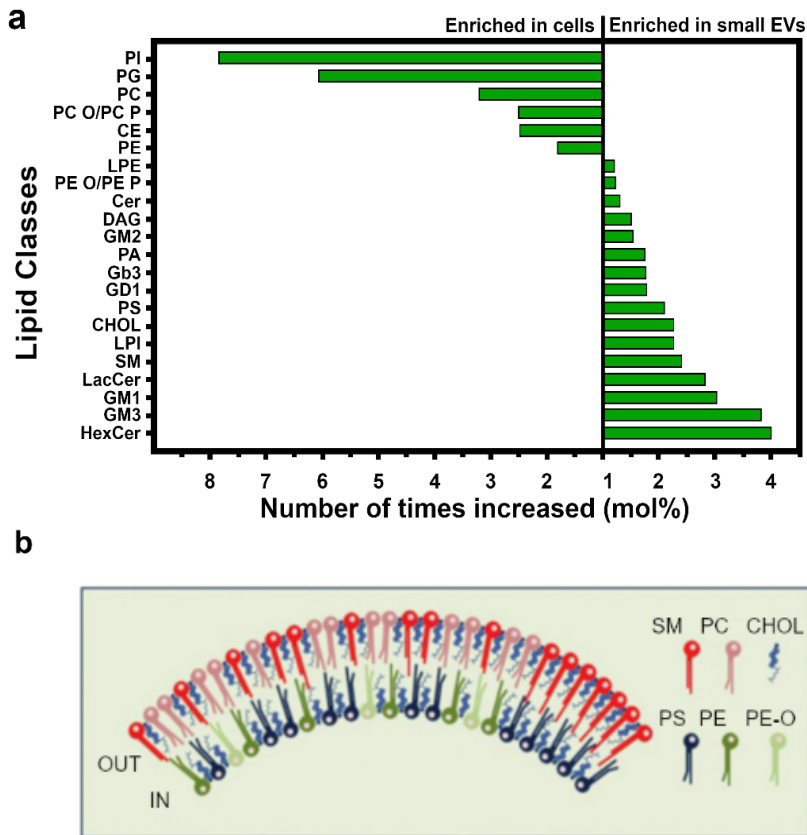 a
Enriched in cells Enriched in small EVs
Lipid Classes
PI
PG
PC
PC O/PC P
CE
PE
LPE
PE O/PE P
Cer
DAG
GM2
PA
Gb3
GD1
PS
CHOL
LPI
SM
LacCer
GM1
GM3
HexCer
8 7 6 5 4 3 2 1 2 3 4
Number of times increased (mol%)
b
SM PC CHOL
PS PE PE-O
OUT
IN